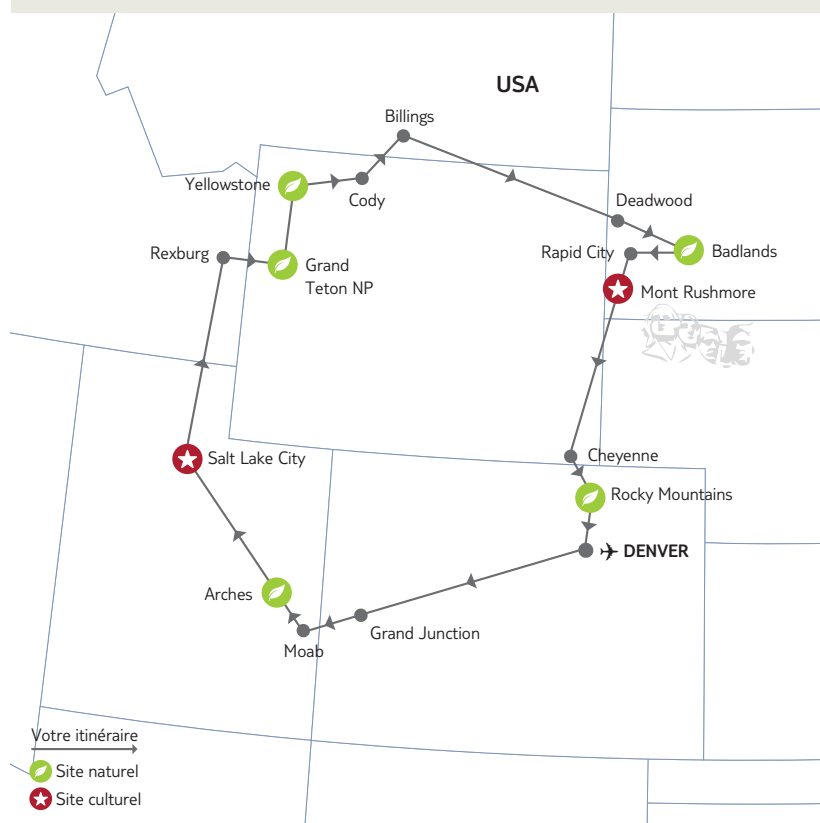 USA
Billings
Yellowstone
Cody
Deadwood
Rexburg
Grand
Teton NP
Rapid City
Badlands
Mont Rushmore
Salt Lake City
Cheyenne
Rocky Mountains
DENVER
Arches
Grand Junction
Moab
Votre itinéraire
Site naturel
Site culturel